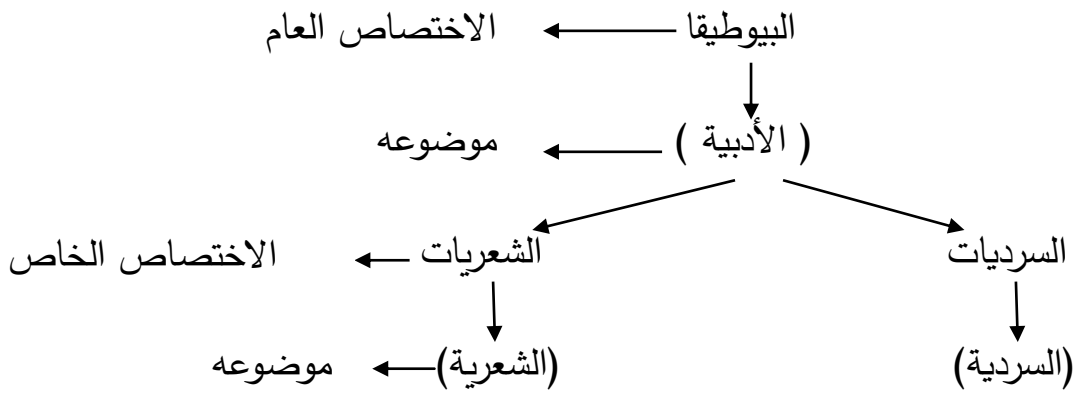 البيوطيقا الاختصاص العام
( الأدبية ) موضوعه
السرديات الشعريات الاختصاص الخاص
(السردية) (الشعرية) موضوعه